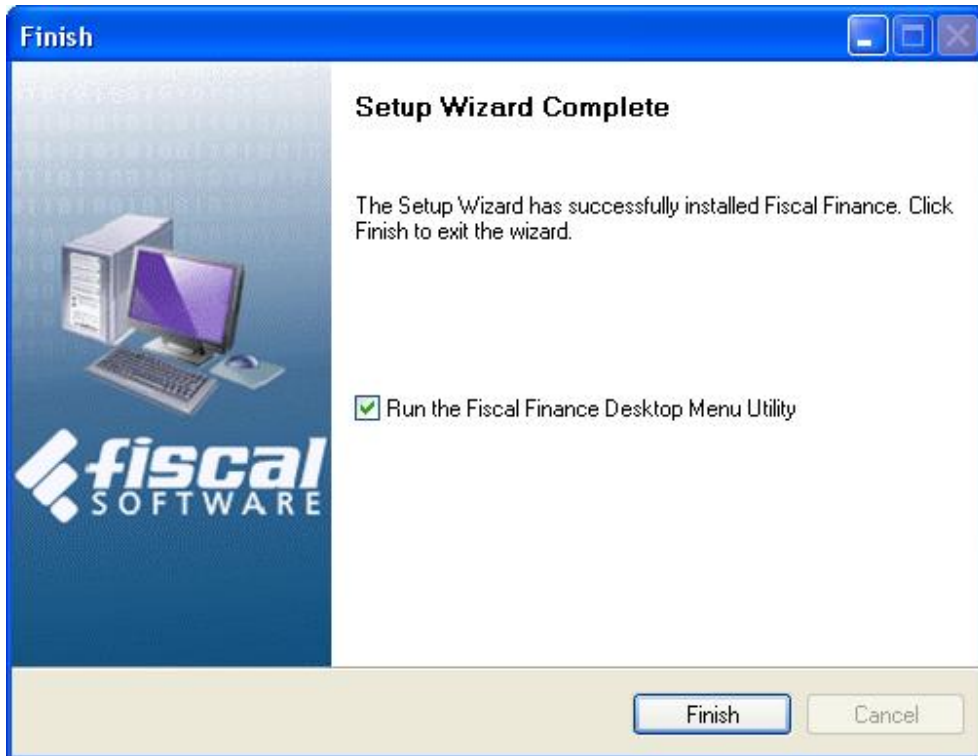 Finish
Setup Wizard Complete
The Setup Wizard has successfully installed Fiscal Finance. Click
Finish to exit the wizard.
Run the Fiscal Finance Desktop Menu Utility
fiscal
SOFTWARE
Finish
Cancel